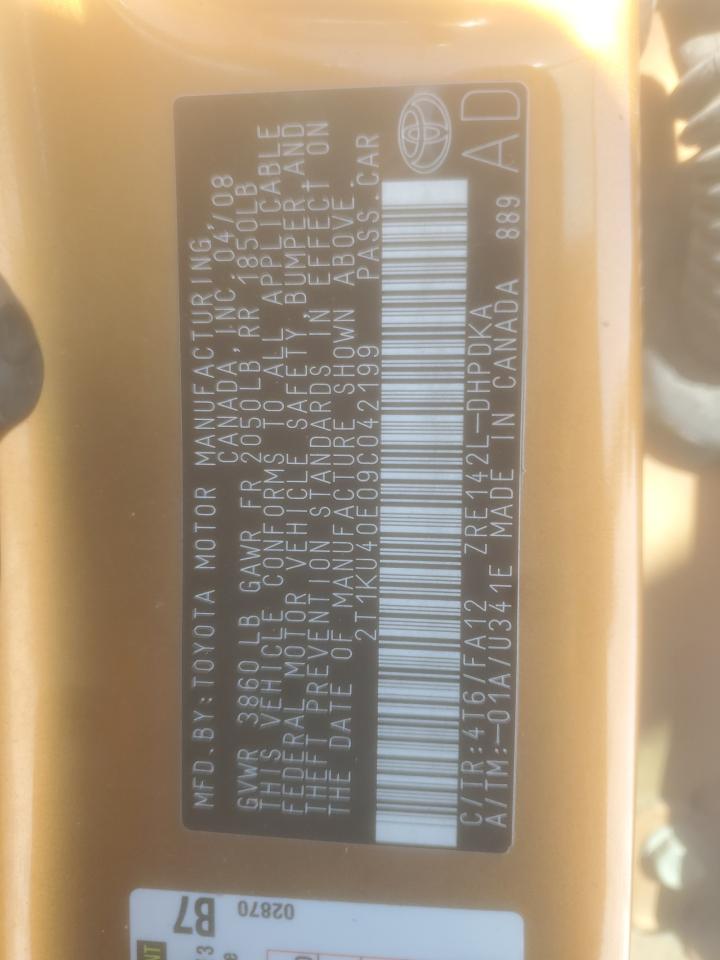 MFD.BY:TOYOTA MOTOR MANUFACTURING,
CANADA, INC. 04/08
GVWR 3860LB GAWR FR 2050LB, RR 1850LB
THIS VEHICLE CONFORMS TO ALL APPLICABLE
FEDERAL MOTOR VEHICLE SAFETY, BUMPER, AND
THEFT PREVENTION STANDARDS IN EFFECT ON
THE DATE OF MANUFACTURE SHOWN ABOVE.
2T1KU40E09C042199 PASS.CAR
C/TR:4T6/FA12 ZRE142L-DHPDKA
A/TM:-01A/U341E MADE IN CANADA 889
AD
B7
02870